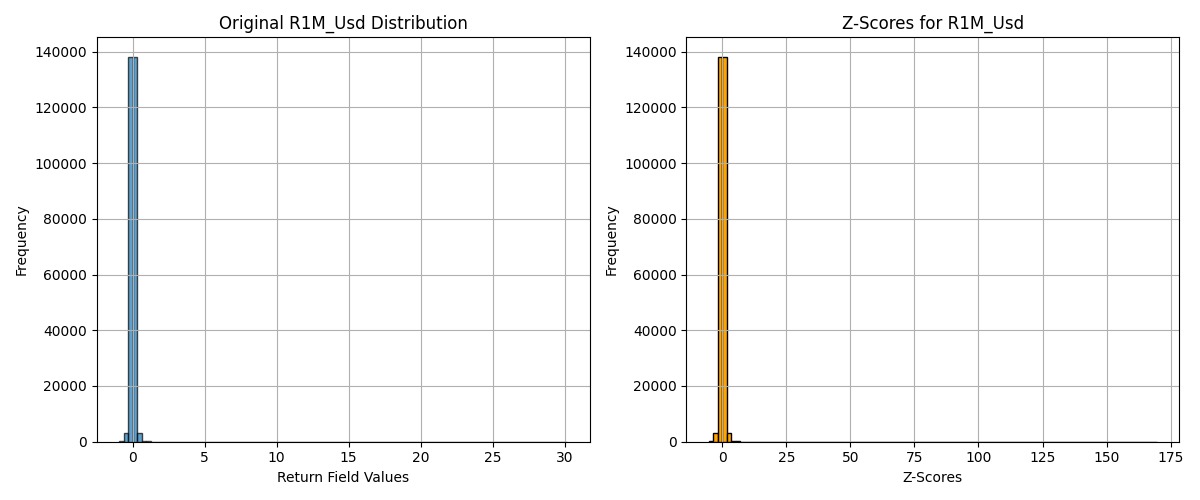 Original R1M_Usd Distribution
140000
120000
100000
80000
60000
40000
20000
0
Frequency
0 5 10 15 20 25 30
Return Field Values
Z-Scores for R1M_Usd
140000
120000
100000
80000
60000
40000
20000
0
Frequency
0 25 50 75 100 125 150 175
Z-Scores